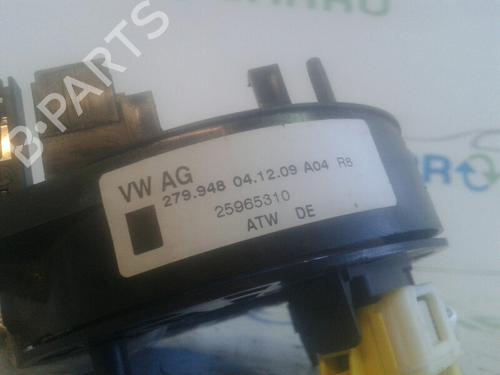 B-PARTS
VW AG
279.948 04.12.09 A04 R8
25965310
ATW DE